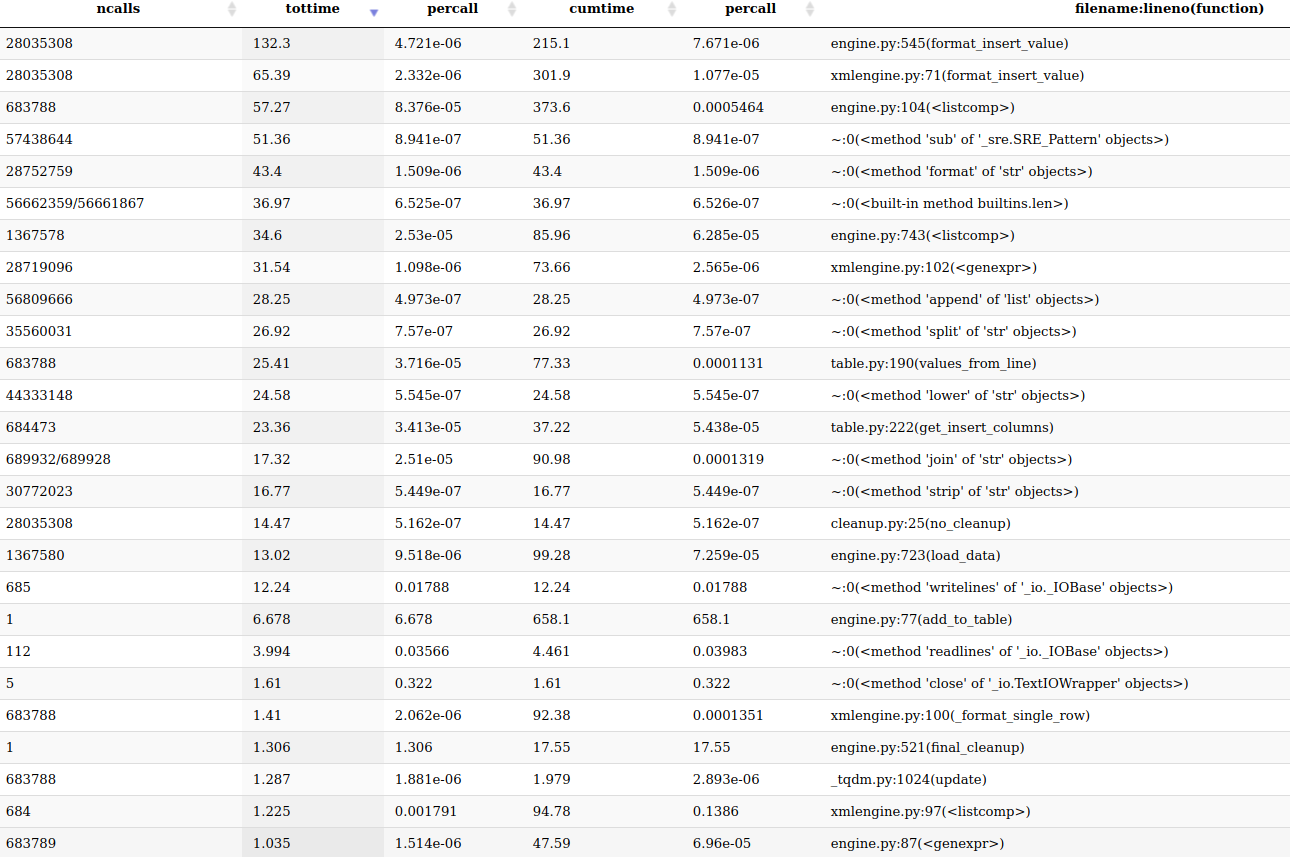 ncalls tottime percall cumtime percall filename:lineno(function)
28035308 132.3 4.721e-06 215.1 7.671e-06 engine.py:545(format_insert_value)
28035308 65.39 2.332e-06 301.9 1.077e-05 xmlengine.py:71(format_insert_value)
683788 57.27 8.376e-05 373.6 0.0005464 engine.py:104(<listcomp>)
57438644 51.36 8.941e-07 51.36 8.941e-07 ~:0(<method 'sub' of '_sre.SRE_Pattern' objects>)
28752759 43.4 1.509e-06 43.4 1.509e-06 ~:0(<method 'format' of 'str' objects>)
56662359/56661867 36.97 6.525e-07 36.97 6.526e-07 ~:0(<built-in method builtins.len>)
1367578 34.6 2.53e-05 85.96 6.285e-05 engine.py:743(<listcomp>)
28719096 31.54 1.098e-06 73.66 2.565e-06 xmlengine.py:102(<genexpr>)
56809666 28.25 4.973e-07 28.25 4.973e-07 ~:0(<method 'append' of 'list' objects>)
35560031 26.92 7.57e-07 26.92 7.57e-07 ~:0(<method 'split' of 'str' objects>)
683788 25.41 3.716e-05 77.33 0.0001131 table.py:190(values_from_line)
44333148 24.58 5.545e-07 24.58 5.545e-07 ~:0(<method 'lower' of 'str' objects>)
684473 23.36 3.413e-05 37.22 5.438e-05 table.py:222(get_insert_columns)
689932/689928 17.32 2.51e-05 90.98 0.0001319 ~:0(<method 'join' of 'str' objects>)
30772023 16.77 5.449e-07 16.77 5.449e-07 ~:0(<method 'strip' of 'str' objects>)
28035308 14.47 5.162e-07 14.47 5.162e-07 cleanup.py:25(no_cleanup)
1367580 13.02 9.518e-06 99.28 7.259e-05 engine.py:723(load_data)
685 12.24 0.01788 12.24 0.01788 ~:0(<method 'writelines' of '_io._IOBase' objects>)
1 6.678 6.678 658.1 658.1 engine.py:77(add_to_table)
112 3.994 0.03566 4.461 0.03983 ~:0(<method 'readlines' of '_io._IOBase' objects>)
5 1.61 0.322 1.61 0.322 ~:0(<method 'close' of '_io.TextIOWrapper' objects>)
683788 1.41 2.062e-06 92.38 0.0001351 xmlengine.py:100(_format_single_row)
1 1.306 1.306 17.55 17.55 engine.py:521(final_cleanup)
683788 1.287 1.881e-06 1.979 2.893e-06 _tqdm.py:1024(update)
684 1.225 0.001791 94.78 0.1386 xmlengine.py:97(<listcomp>)
683789 1.035 1.514e-06 47.59 6.96e-05 engine.py:87(<genexpr>)